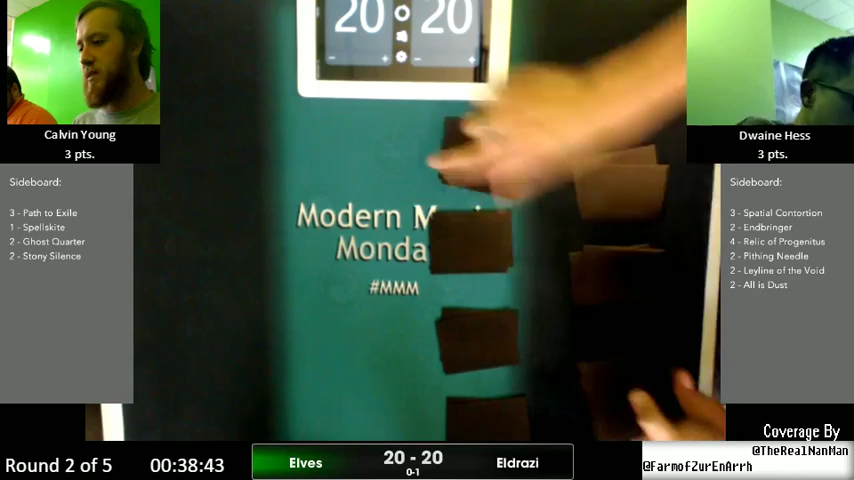 20 20
- + - +
Calvin Young
3 pts.
Sideboard:
3 - Path to Exile
1 - Spellskite
2 - Ghost Quarter
2 - Stony Silence
Modern M
Monda
#MMM
Dwaine Hess
3 pts.
Sideboard:
3 - Spatial Contortion
2 - Endbringer
4 - Relic of Progenitus
2 - Pithing Needle
2 - Leyline of the Void
2 - All is Dust
Coverage By
@TheRealNanMan
@FarmofZurEnArrh
Round 2 of 5 00:38:43
Elves 20 - 20 Eldrazi
0-1